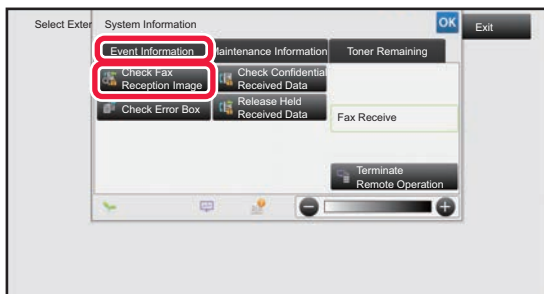 Select Exter
System Information
OK
Exit
Event Information
Maintenance Information
Toner Remaining
Check Fax
Reception Image
Check Confidential
Received Data
Check Error Box
Release Held
Received Data
Fax Receive
Terminate
Remote Operation